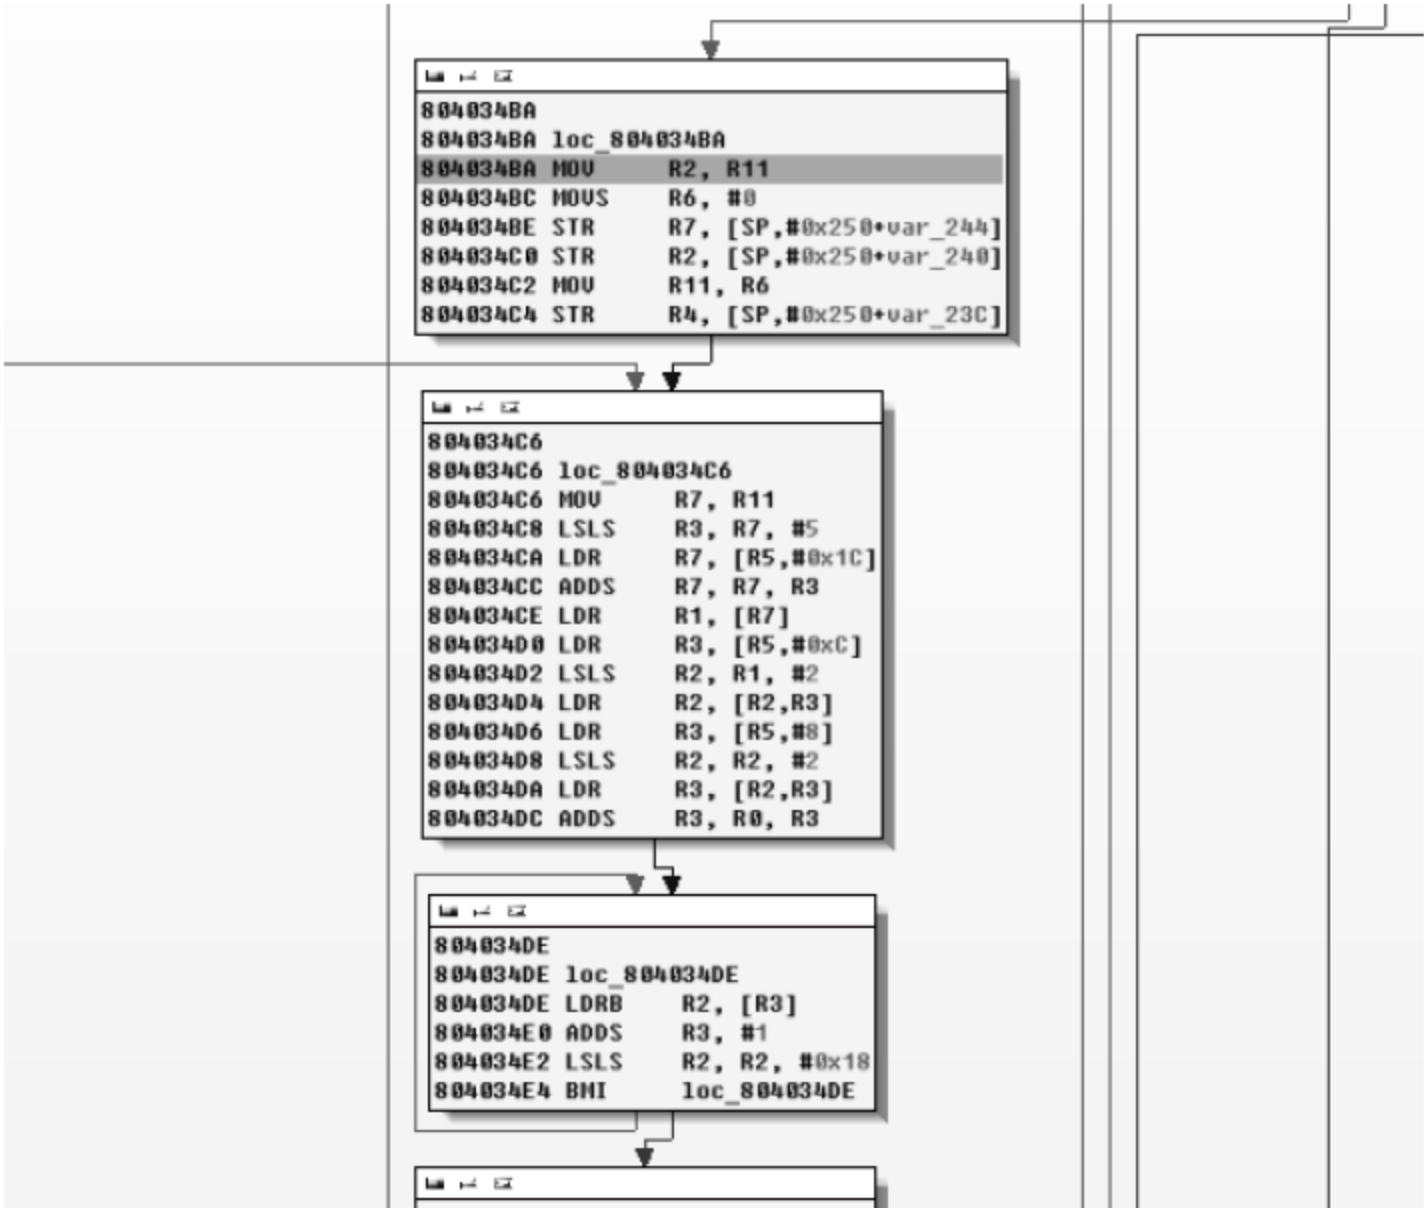 804034BA
804034BA loc_804034BA
804034BA MOV R2, R11
804034BC MOVS R6, #0
804034BE STR R7, [SP,#0x250+var_244]
804034C0 STR R2, [SP,#0x250+var_240]
804034C2 MOV R11, R6
804034C4 STR R4, [SP,#0x250+var_23C]
804034C6
804034C6 loc_804034C6
804034C6 MOV R7, R11
804034C8 LSLS R3, R7, #5
804034CA LDR R7, [R5,#0x1C]
804034CC ADDS R7, R7, R3
804034CE LDR R1, [R7]
804034D0 LDR R3, [R5,#0xC]
804034D2 LSLS R2, R1, #2
804034D4 LDR R2, [R2,R3]
804034D6 LDR R3, [R5,#8]
804034D8 LSLS R2, R2, #2
804034DA LDR R3, [R2,R3]
804034DC ADDS R3, R0, R3
804034DE
804034DE loc_804034DE
804034DE LDRB R2, [R3]
804034E0 ADDS R3, #1
804034E2 LSLS R2, R2, #0x18
804034E4 BMI loc_804034DE